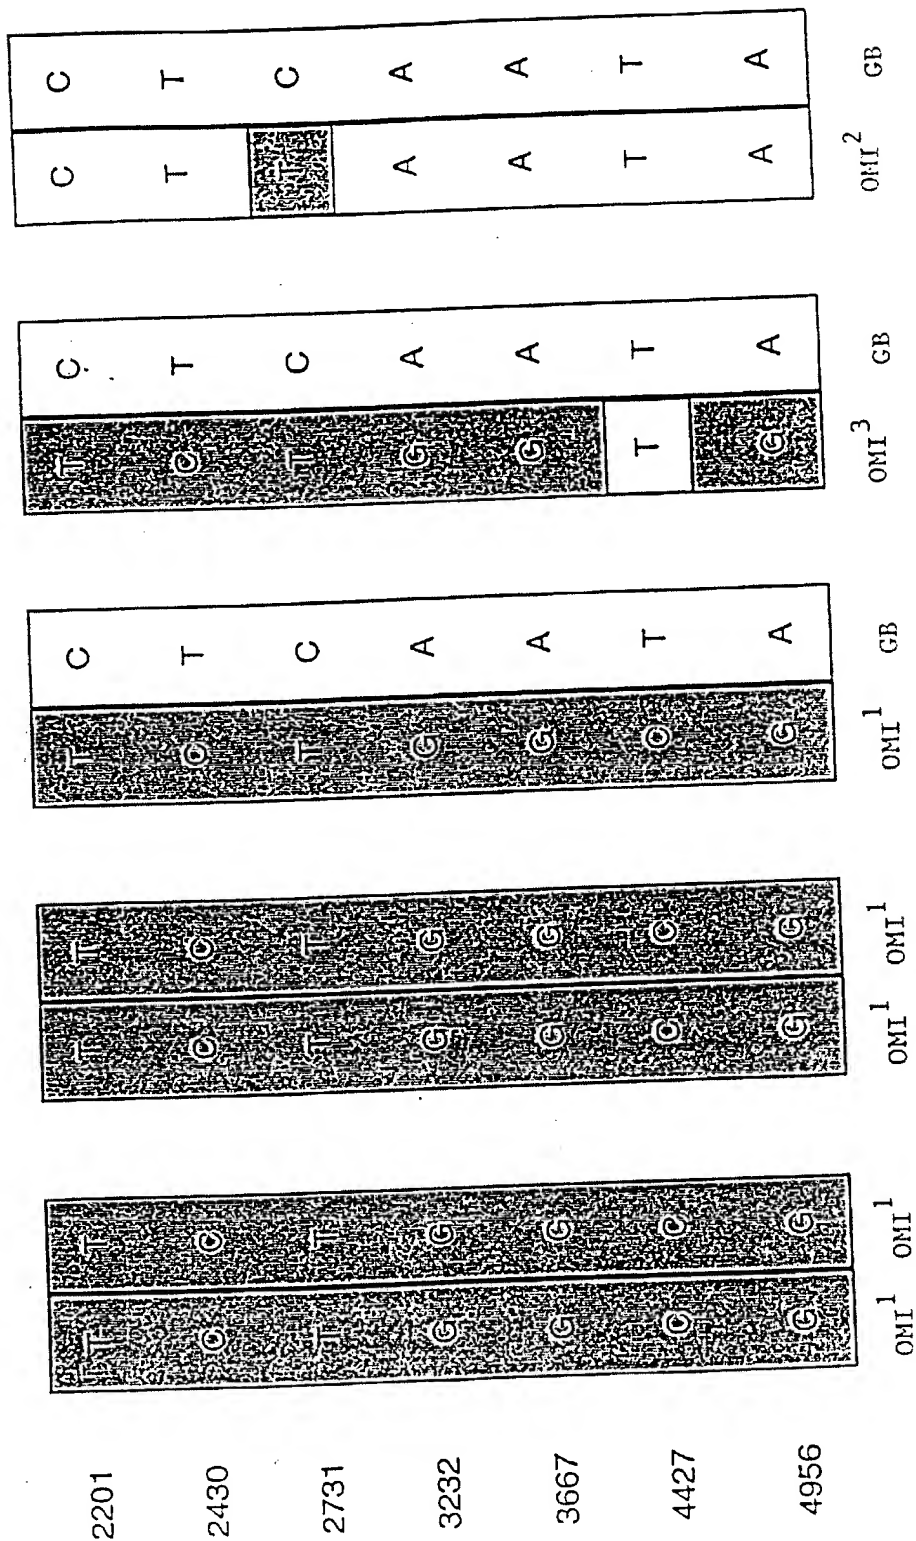 2201 T T T T T C T C C C
2430 C C C C C T C T T T
2731 T T T T T C T C T C
3232 G G G G G A G A A A
3667 G G G G G A G A A A
4427 C C C C C T T T T T
4956 G G G G G A G A A A
OMI¹ OMI¹ OMI¹ OMI¹ OMI¹ GB OMI³ GB OMI² GB